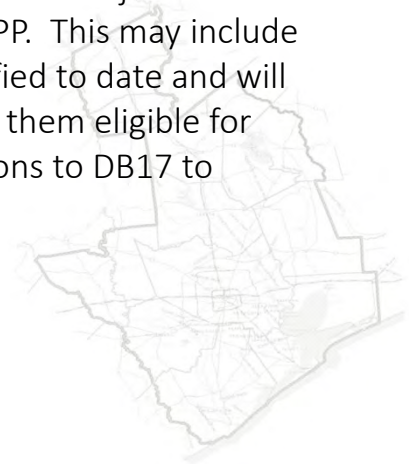 PP. This may include
fied to date and will
them eligible for
ons to DB17 to